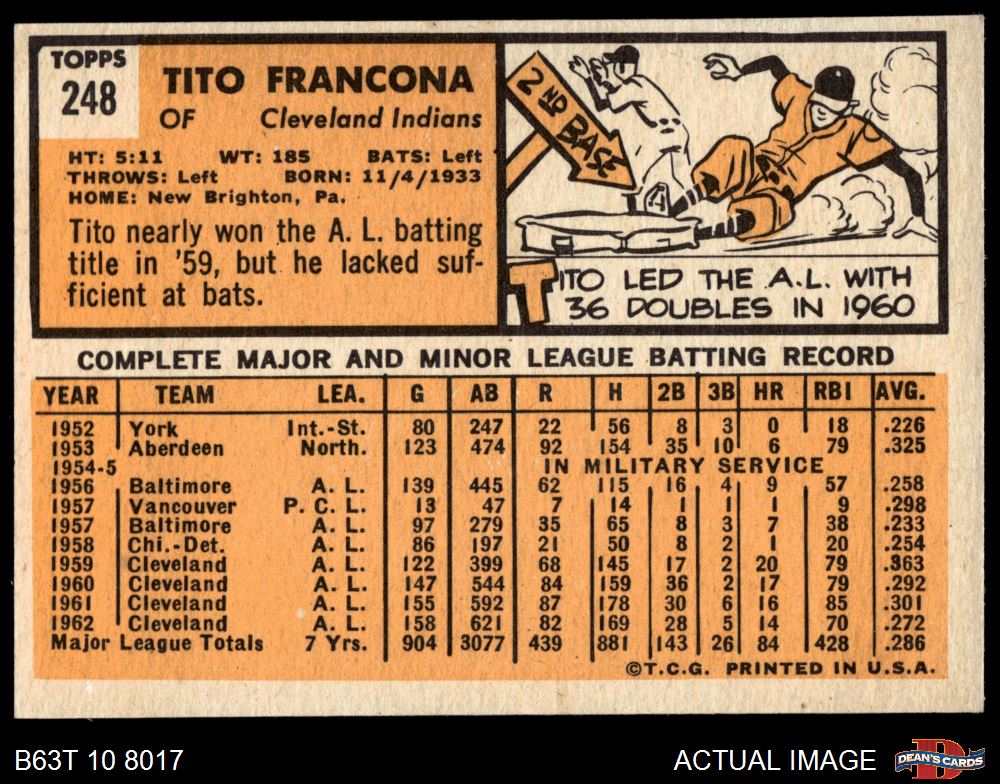 TOPPS
248
TITO FRANCONA
OF Cleveland Indians
HT: 5:11 WT: 185 BATS: Left
THROWS: Left BORN: 11/4/1933
HOME: New Brighton, Pa.
Tito nearly won the A. L. batting
title in '59, but he lacked suf-
ficient at bats.
2ND BASE
TITO LED THE A.L. WITH
36 DOUBLES IN 1960
COMPLETE MAJOR AND MINOR LEAGUE BATTING RECORD
YEAR TEAM LEA. G AB R H 2B 3B HR RBI AVG.
1952 York Int.-St. 80 247 22 56 8 3 0 18 .226
1953 Aberdeen North. 123 474 92 154 35 10 6 79 .325
1954-5 IN MILITARY SERVICE
1956 Baltimore A. L. 139 445 62 115 16 4 9 57 .258
1957 Vancouver P. C. L. 13 47 7 14 1 1 1 9 .298
1957 Baltimore A. L. 97 279 35 65 8 3 7 38 .233
1958 Chi.-Det. A. L. 86 197 21 50 8 2 1 20 .254
1959 Cleveland A. L. 122 399 68 145 17 2 20 79 .363
1960 Cleveland A. L. 147 544 84 159 36 2 17 79 .292
1961 Cleveland A. L. 155 592 87 178 30 6 16 85 .301
1962 Cleveland A. L. 158 621 82 169 28 5 14 70 .272
Major League Totals 7 Yrs. 904 3077 439 881 143 26 84 428 .286
©T.C.G. PRINTED IN U.S.A.
B63T 10 8017 ACTUAL IMAGE D DEAN'S CARDS